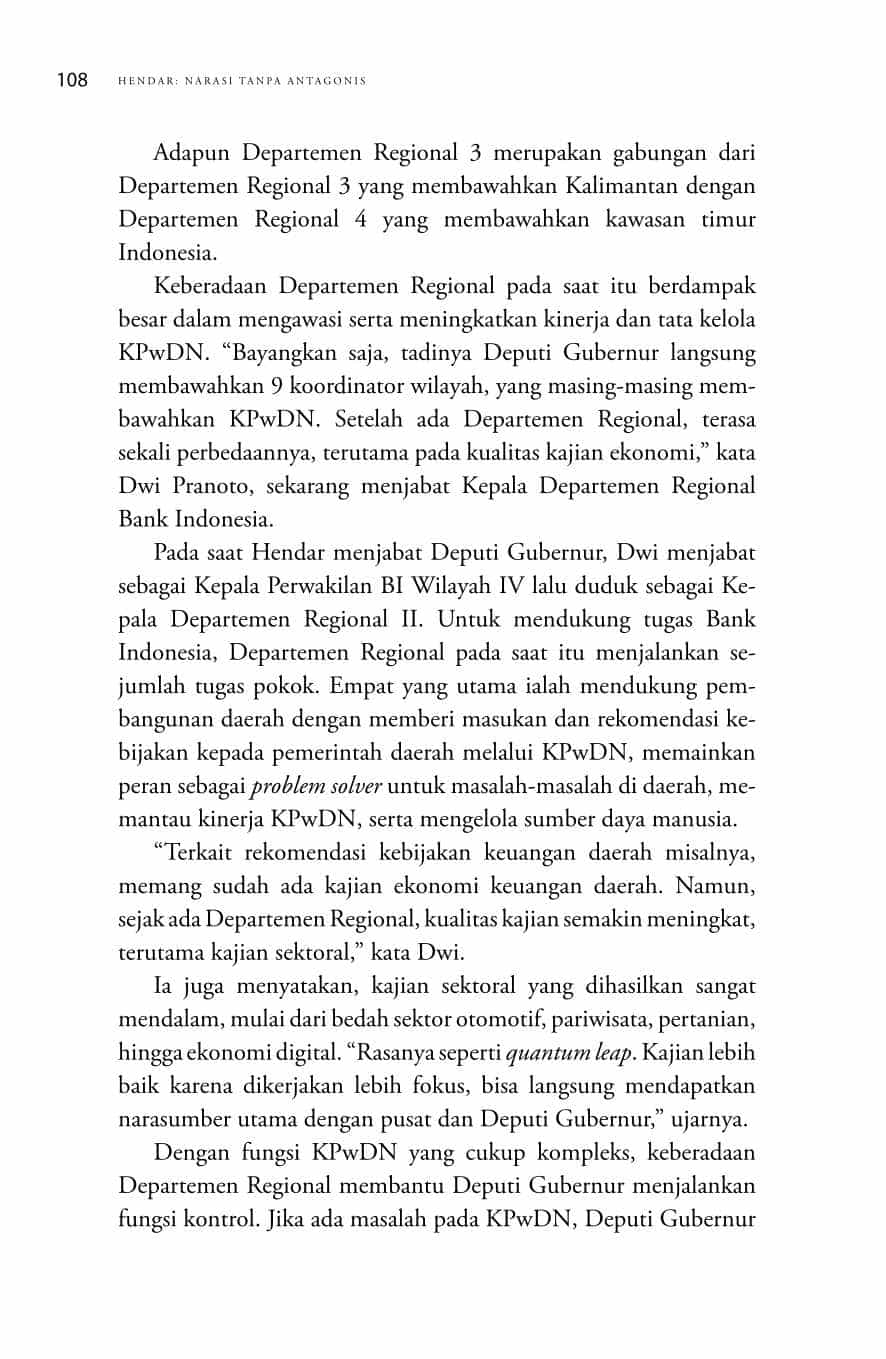 108 HENDAR: NARASI TANPA ANTAGONIS
Adapun Departemen Regional 3 merupakan gabungan dari
Departemen Regional 3 yang membawahkan Kalimantan dengan
Departemen Regional 4 yang membawahkan kawasan timur
Indonesia.
Keberadaan Departemen Regional pada saat itu berdampak
besar dalam mengawasi serta meningkatkan kinerja dan tata kelola
KPwDN. “Bayangkan saja, tadinya Deputi Gubernur langsung
membawahkan 9 koordinator wilayah, yang masing-masing mem-
bawahkan KPwDN. Setelah ada Departemen Regional, terasa
sekali perbedaannya, terutama pada kualitas kajian ekonomi,” kata
Dwi Pranoto, sekarang menjabat Kepala Departemen Regional
Bank Indonesia.
Pada saat Hendar menjabat Deputi Gubernur, Dwi menjabat
sebagai Kepala Perwakilan BI Wilayah IV lalu duduk sebagai Ke-
pala Departemen Regional II. Untuk mendukung tugas Bank
Indonesia, Departemen Regional pada saat itu menjalankan se-
jumlah tugas pokok. Empat yang utama ialah mendukung pem-
bangunan daerah dengan memberi masukan dan rekomendasi ke-
bijakan kepada pemerintah daerah melalui KPwDN, memainkan
peran sebagai problem solver untuk masalah-masalah di daerah, me-
mantau kinerja KPwDN, serta mengelola sumber daya manusia.
“Terkait rekomendasi kebijakan keuangan daerah misalnya,
memang sudah ada kajian ekonomi keuangan daerah. Namun,
sejak ada Departemen Regional, kualitas kajian semakin meningkat,
terutama kajian sektoral,” kata Dwi.
Ia juga menyatakan, kajian sektoral yang dihasilkan sangat
mendalam, mulai dari bedah sektor otomotif, pariwisata, pertanian,
hingga ekonomi digital. “Rasanya seperti quantum leap. Kajian lebih
baik karena dikerjakan lebih fokus, bisa langsung mendapatkan
narasumber utama dengan pusat dan Deputi Gubernur,” ujarnya.
Dengan fungsi KPwDN yang cukup kompleks, keberadaan
Departemen Regional membantu Deputi Gubernur menjalankan
fungsi kontrol. Jika ada masalah pada KPwDN, Deputi Gubernur